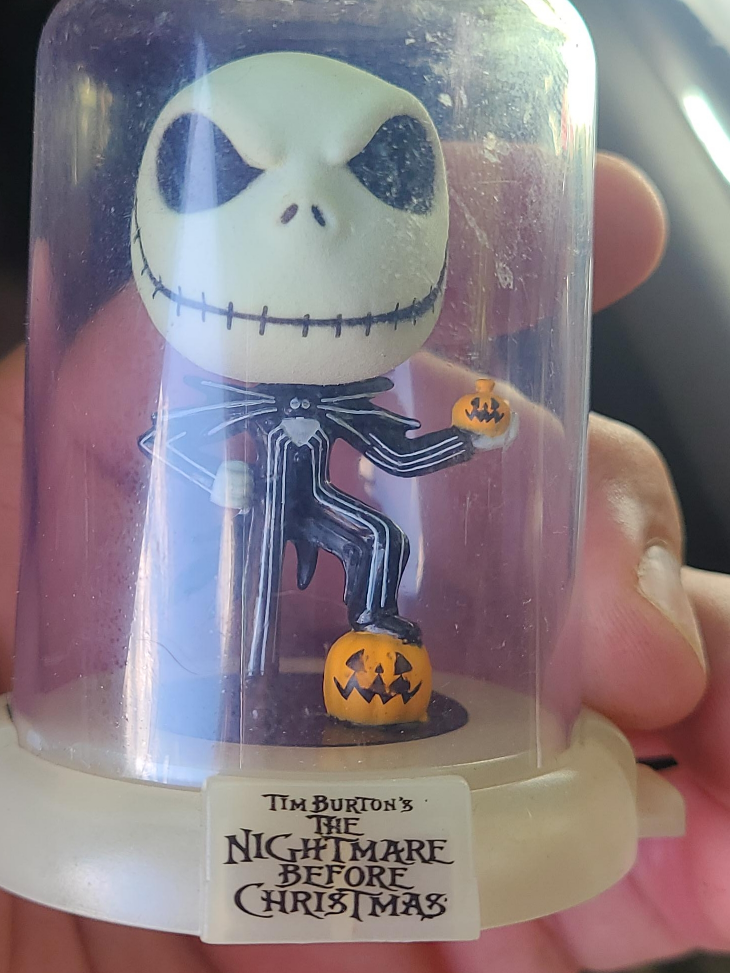 TIM BURTON'S
THE
NIGHTMARE
BEFORE
CHRISTMAS